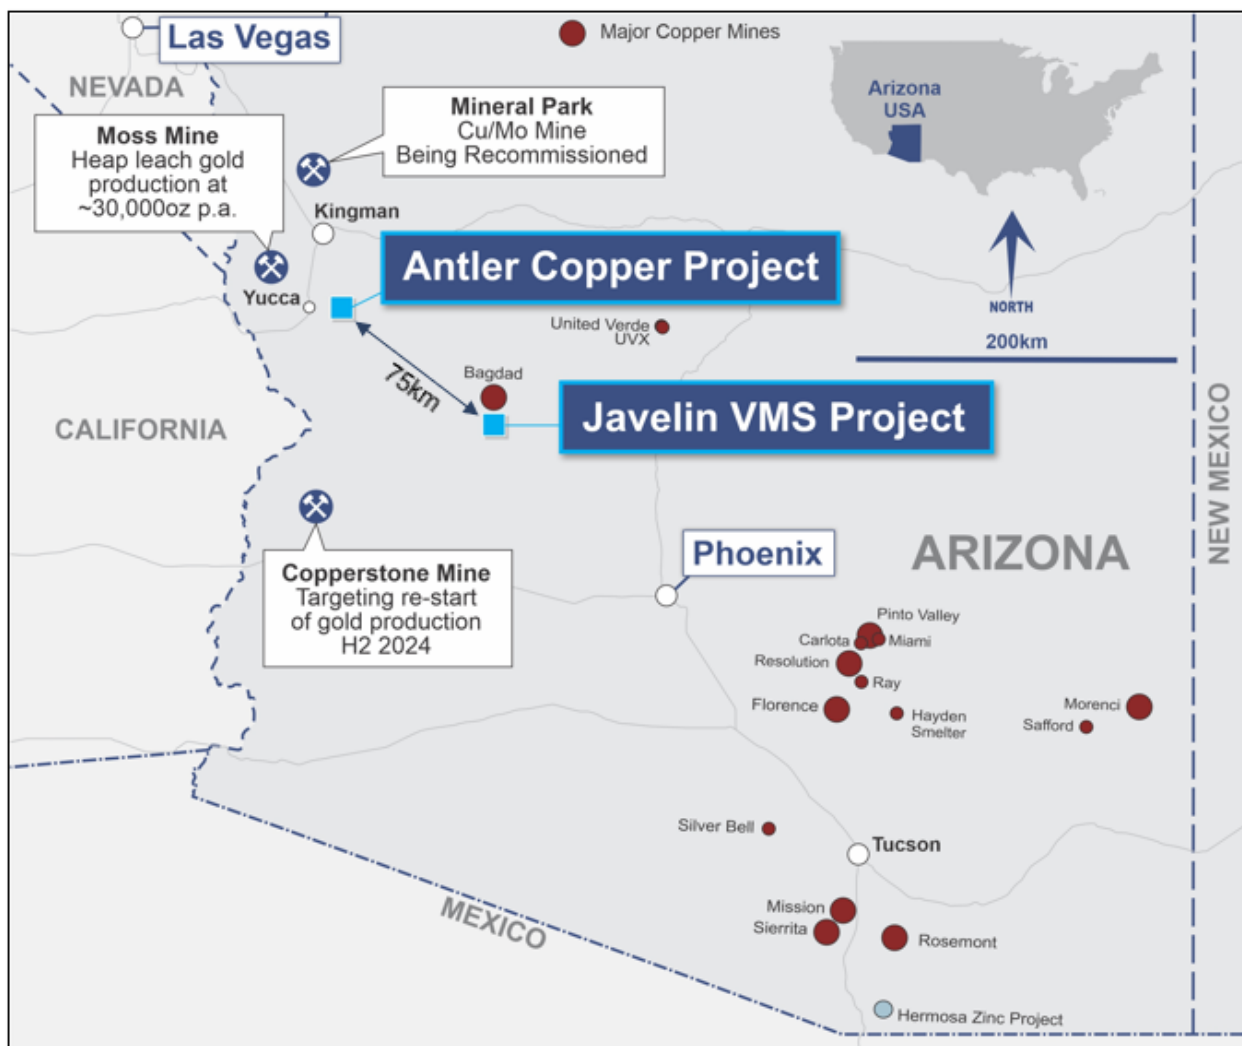 Las Vegas
Major Copper Mines
NEVADA
Arizona
USA
Mineral Park
Cu/Mo Mine
Being Recommissioned
Moss Mine
Heap leach gold
production at
~30,000oz p.a.
Kingman
Antler Copper Project
Yucca
NORTH
200km
United Verde
UVX
75km
Bagdad
Javelin VMS Project
CALIFORNIA
NEW MEXICO
ARIZONA
Phoenix
Copperstone Mine
Targeting re-start
of gold production
H2 2024
Pinto Valley
Carlota
Miami
Resolution
Ray
Florence
Hayden
Smelter
Morenci
Safford
Silver Bell
Tucson
MEXICO
Mission
Sierrita
Rosemont
Hermosa Zinc Project